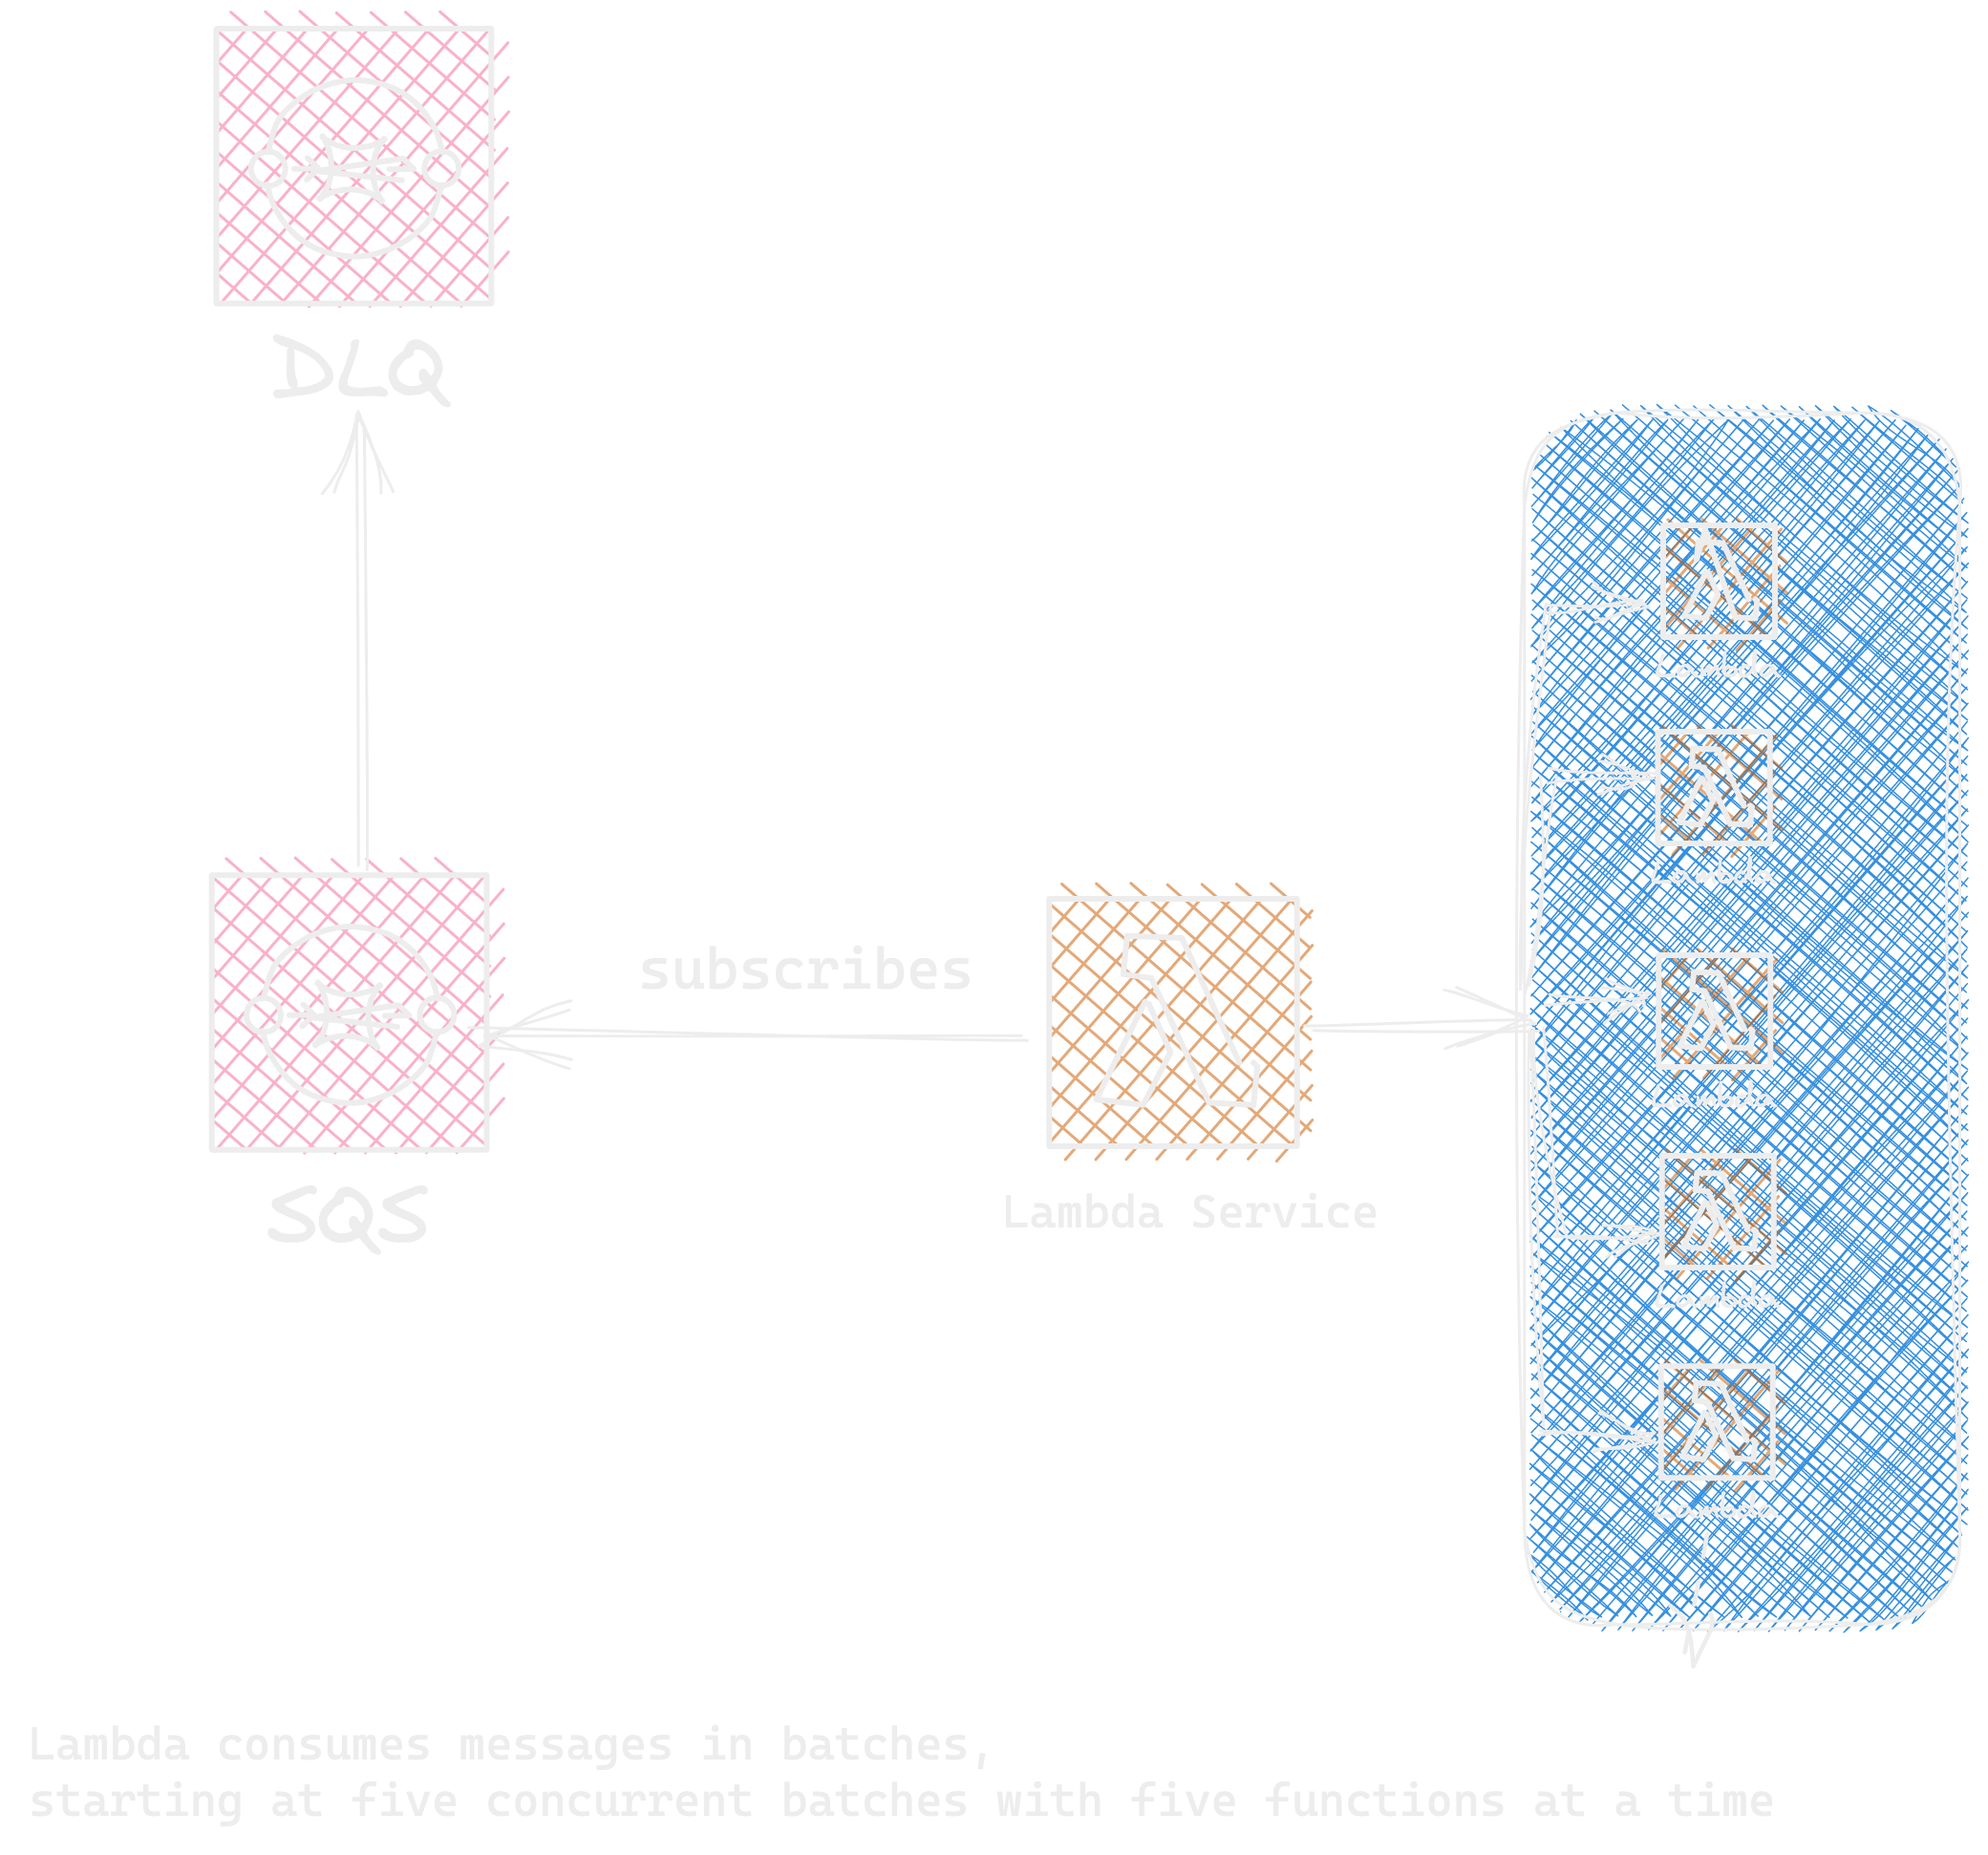 DLQ
Lambda
Lambda
subscribes
Lambda
SQS
Lambda Service
Lambda
Lambda
Lambda consumes messages in batches,
starting at five concurrent batches with five functions at a time